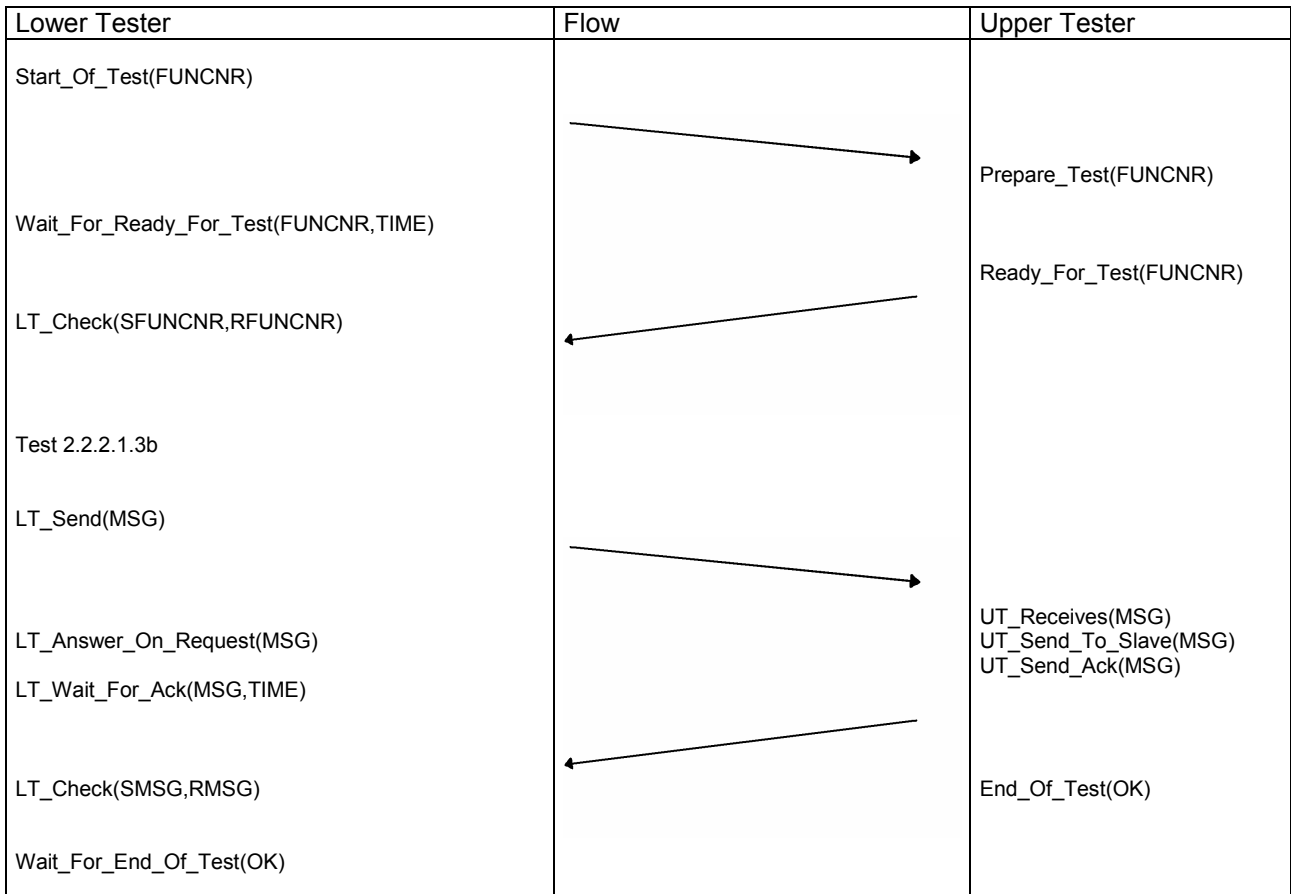 Lower Tester
Flow
Upper Tester
Start_Of_Test(FUNCNR)
Prepare_Test(FUNCNR)
Wait_For_Ready_For_Test(FUNCNR,TIME)
Ready_For_Test(FUNCNR)
LT_Check(SFUNCNR,RFUNCNR)
Test 2.2.2.1.3b
LT_Send(MSG)
UT_Receives(MSG)
LT_Answer_On_Request(MSG)
UT_Send_To_Slave(MSG)
UT_Send_Ack(MSG)
LT_Wait_For_Ack(MSG,TIME)
LT_Check(SMSG,RMSG)
End_Of_Test(OK)
Wait_For_End_Of_Test(OK)